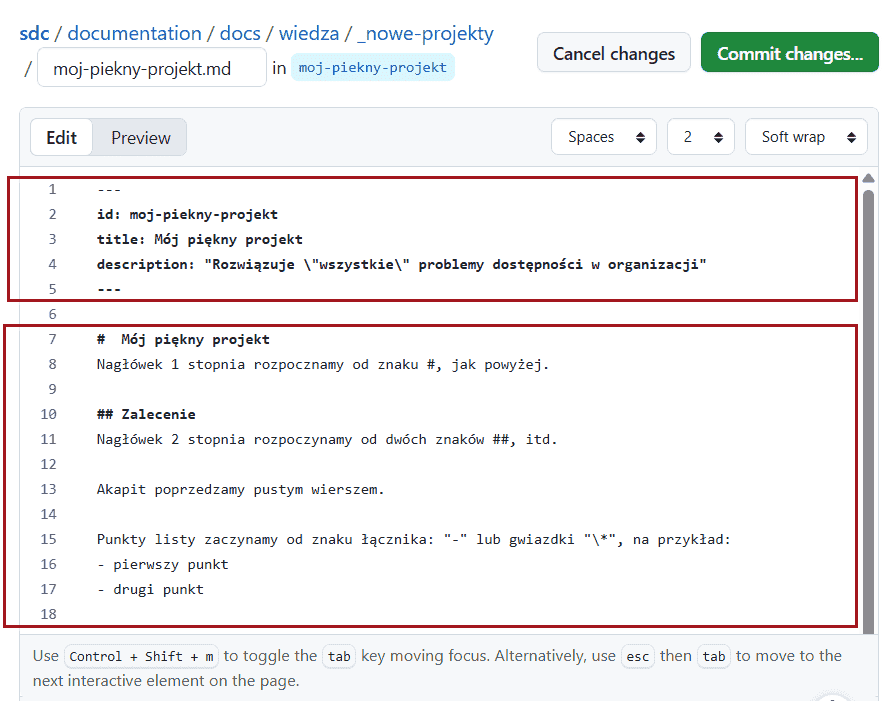 sdc / documentation / docs / wiedza / _nowe-projekty
/ moj-piekny-projekt.md in moj-piekny-projekt
Cancel changes
Commit changes...
Edit Preview
Spaces 2 Soft wrap
1 ---
2 id: moj-piekny-projekt
3 title: Mój piękny projekt
4 description: "Rozwiązuje \"wszystkie\" problemy dostępności w organizacji"
5 ---
6
7 #  Mój piękny projekt
8 Nagłówek 1 stopnia rozpocznamy od znaku #, jak powyżej.
9
10 ## Zalecenie
11 Nagłówek 2 stopnia rozpoczynamy od dwóch znaków ##, itd.
12
13 Akapit poprzedzamy pustym wierszem.
14
15 Punkty listy zaczynamy od znaku łącznika: "-" lub gwiazdki "\*", na przykład:
16 - pierwszy punkt
17 - drugi punkt
18
Use Control + Shift + m to toggle the tab key moving focus. Alternatively, use esc then tab to move to the
next interactive element on the page.